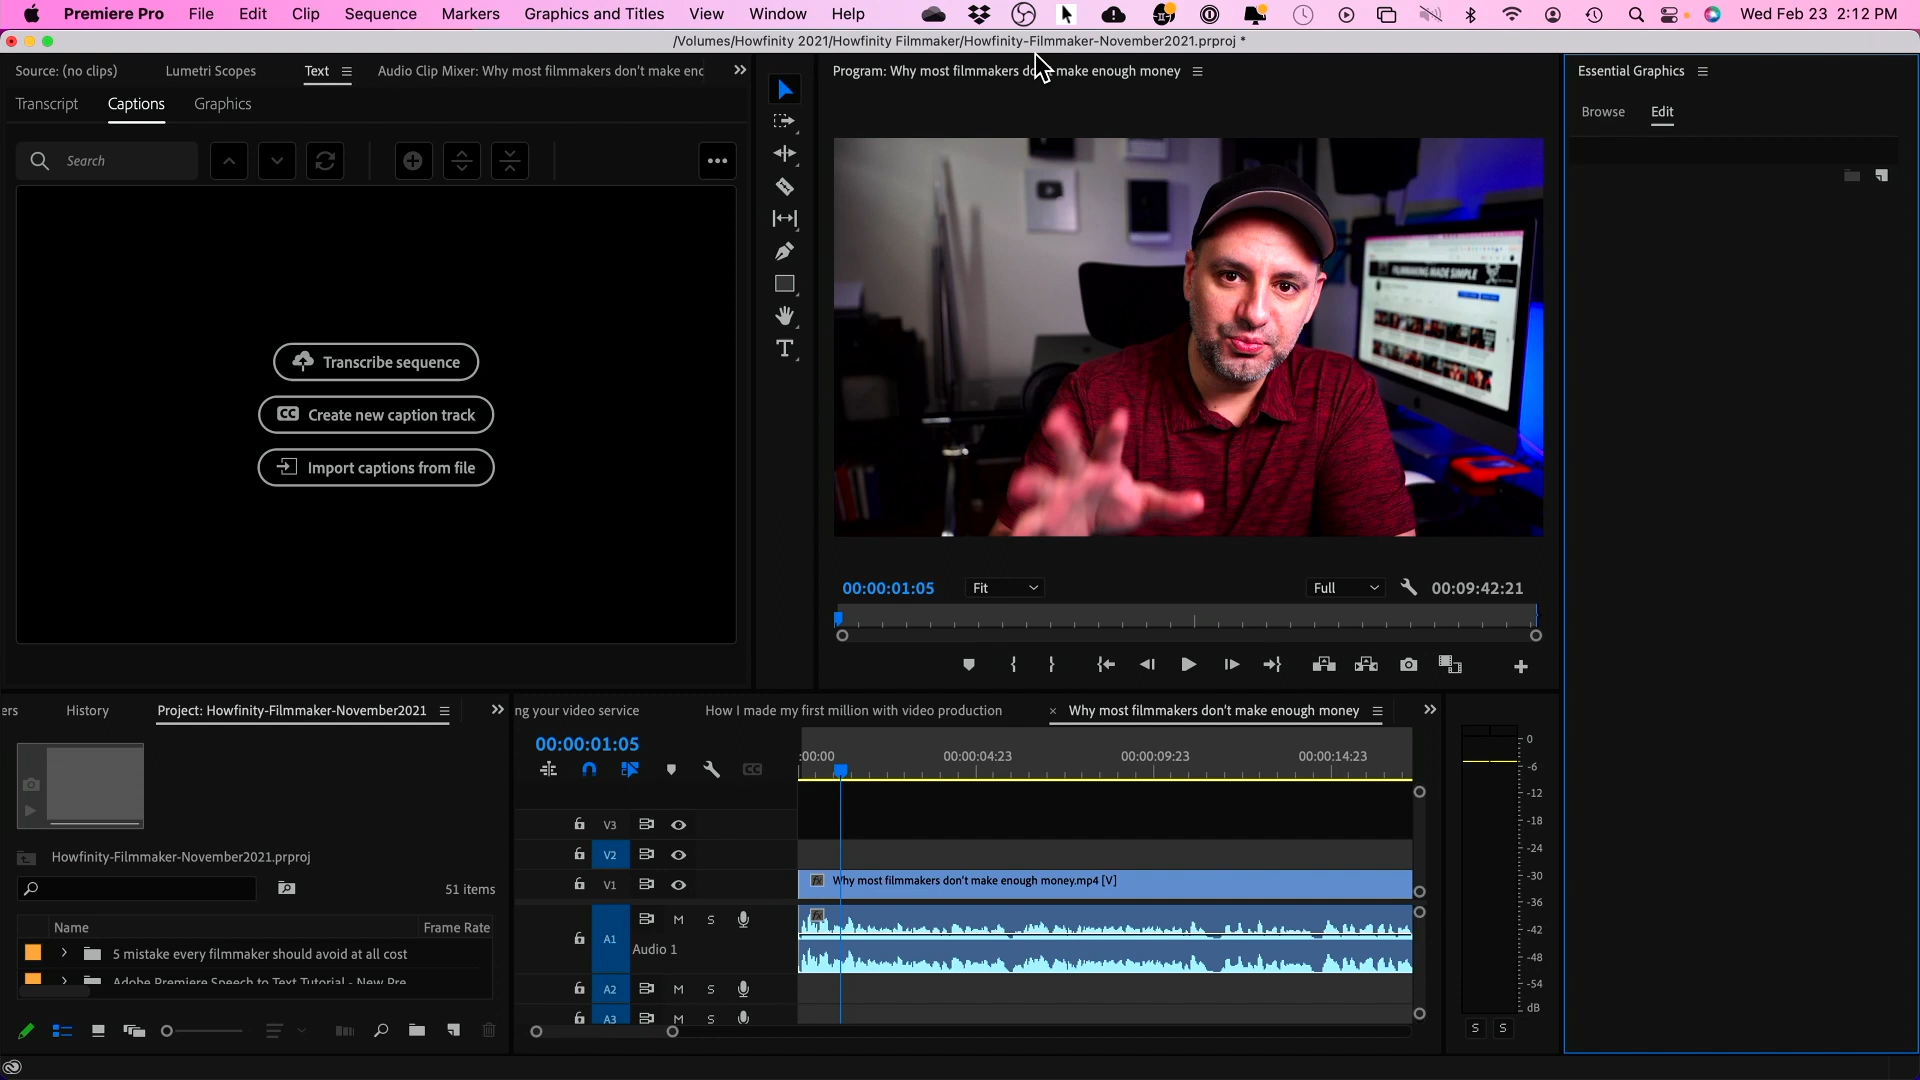 Premiere Pro File Edit Clip Sequence Markers Graphics and Titles View Window Help Wed Feb 23 2:12 PM
/Volumes/Howfinity 2021/Howfinity Filmmaker/Howfinity-Filmmaker-November2021.prproj *
Source: (no clips) Lumetri Scopes Text Audio Clip Mixer: Why most filmmakers don't make enc
Program: Why most filmmakers do make enough money
Essential Graphics
Transcript Captions Graphics
Browse Edit
Search
FILMMAKING MADE SIMPLE
Transcribe sequence
CC Create new caption track
Import captions from file
00:00:01:05 Fit Full 00:09:42:21
ers History Project: Howfinity-Filmmaker-November2021
ng your video service How I made my first million with video production × Why most filmmakers don't make enough money
00:00:01:05
:00:00 00:00:04:23 00:00:09:23 00:00:14:23
CC
V3
V2
V1 fx Why most filmmakers don't make enough money.mp4 [V]
A1 M S fx
Audio 1
A2 M S
A3 M S
Howfinity-Filmmaker-November2021.prproj
51 items
Name Frame Rate
5 mistake every filmmaker should avoid at all cost
Adobe Premiere Speech to Text Tutorial - New Pre
0
-6
-12
-18
-24
-30
-36
-42
-48
-54
dB
S S